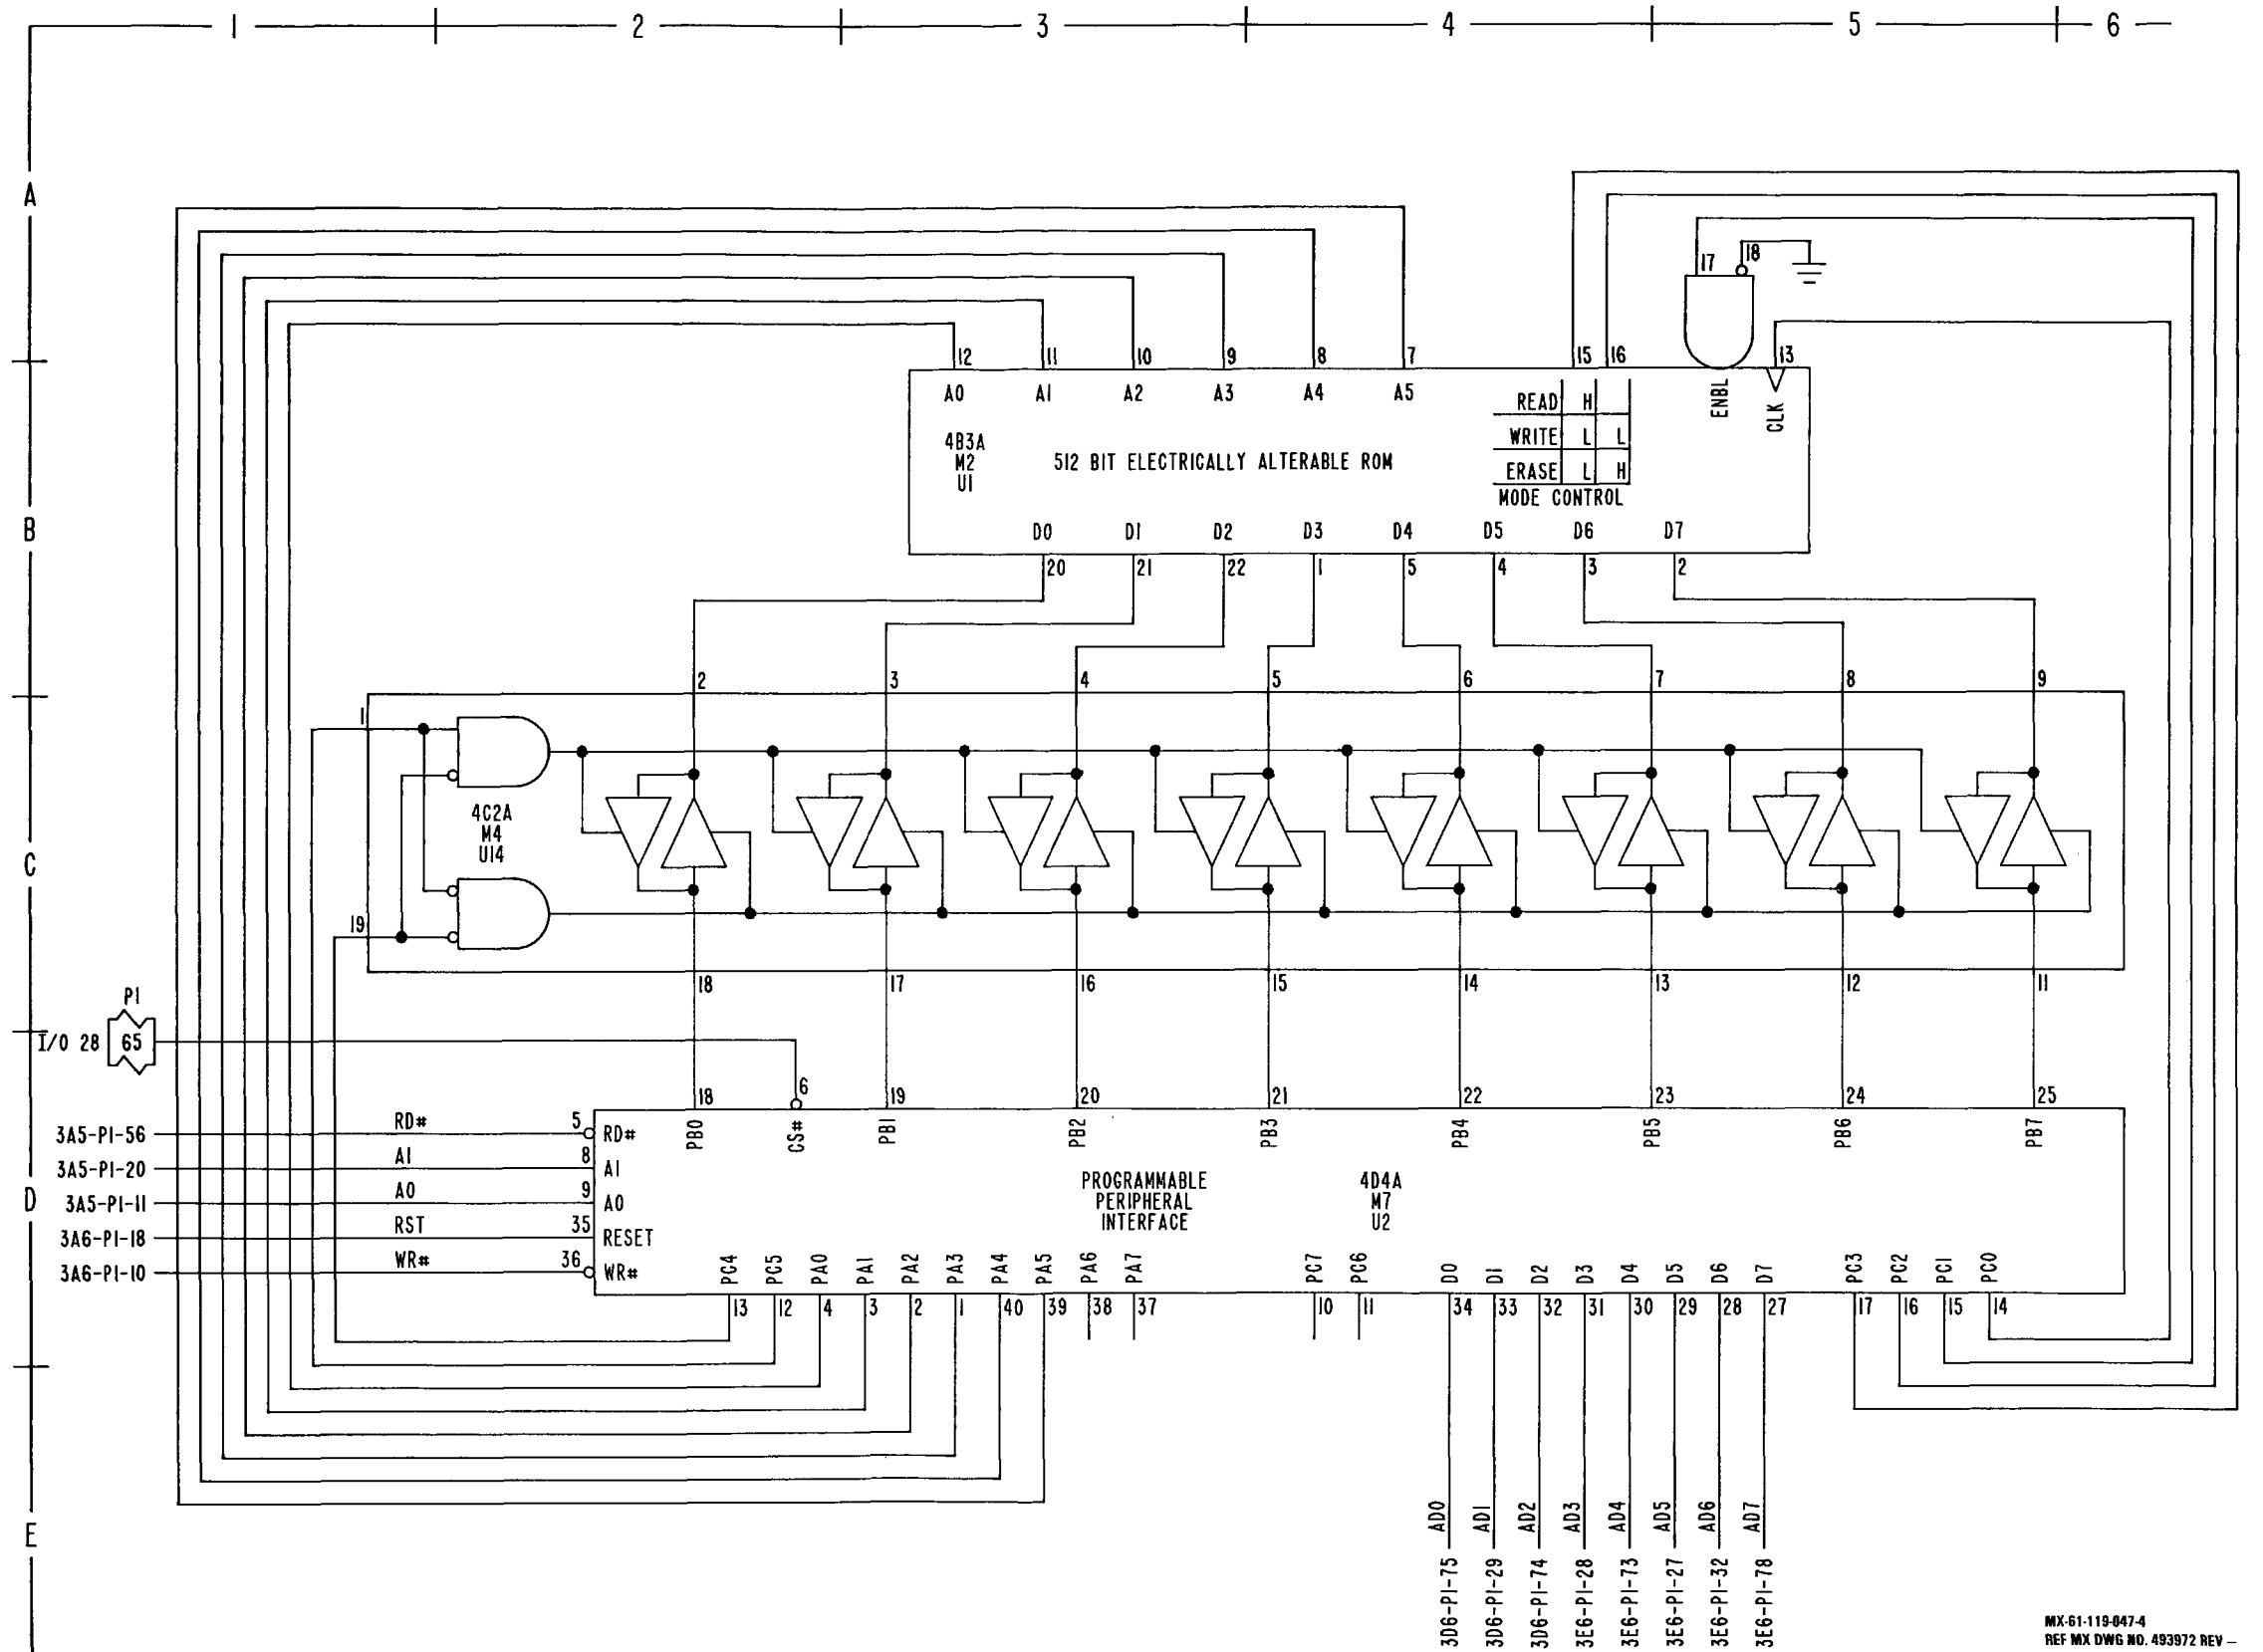 1 2 3 4 5 6
A
17 18
12 11 10 9 8 7 15 16 13
A0 A1 A2 A3 A4 A5
READ H
WRITE L L
ERASE L H
MODE CONTROL
ENBL
CLK
4B3A
M2
U1
512 BIT ELECTRICALLY ALTERABLE ROM
B
D0 D1 D2 D3 D4 D5 D6 D7
20 21 22 1 5 4 3 2
2 3 4 5 6 7 8 9
1
4C2A
M4
U14
C
19
18 17 16 15 14 13 12 11
P1
I/O 28 65
18 6 19 20 21 22 23 24 25
PB0 CS# PB1 PB2 PB3 PB4 PB5 PB6 PB7
3A5-P1-56 RD# 5 RD#
3A5-P1-20 A1 8 A1
3A5-P1-11 A0 9 A0
3A6-P1-18 RST 35 RESET
3A6-P1-10 WR# 36 WR#
D
PROGRAMMABLE
PERIPHERAL
INTERFACE
4D4A
M7
U2
PC4 PC5 PA0 PA1 PA2 PA3 PA4 PA5 PA6 PA7 PC7 PC6 D0 D1 D2 D3 D4 D5 D6 D7 PC3 PC2 PC1 PC0
13 12 4 3 2 1 40 39 38 37 10 11 34 33 32 31 30 29 28 27 17 16 15 14
E
AD0 AD1 AD2 AD3 AD4 AD5 AD6 AD7
3D6-P1-75 3D6-P1-29 3D6-P1-74 3E6-P1-28 3E6-P1-73 3E6-P1-27 3E6-P1-32 3E6-P1-78
MX-61-119-047-4
REF MX DWG NO. 493972 REV –